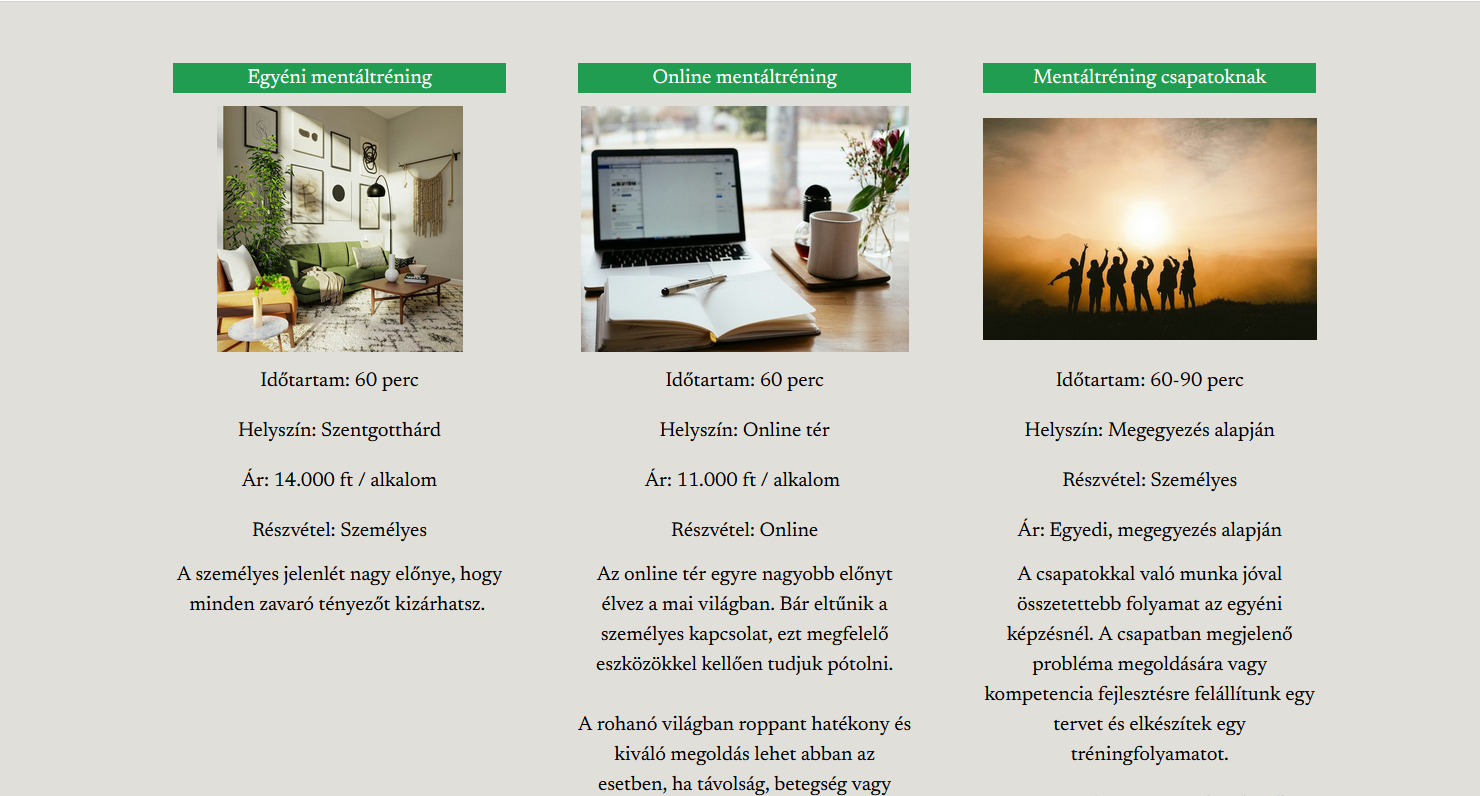 Egyéni mentáltréning
Időtartam: 60 perc
Helyszín: Szentgotthárd
Ár: 14.000 ft / alkalom
Részvétel: Személyes
A személyes jelenlét nagy előnye, hogy
minden zavaró tényezőt kizárhatsz.
Online mentáltréning
Időtartam: 60 perc
Helyszín: Online tér
Ár: 11.000 ft / alkalom
Részvétel: Online
Az online tér egyre nagyobb előnyt
élvez a mai világban. Bár eltűnik a
személyes kapcsolat, ezt megfelelő
eszközökkel kellően tudjuk pótolni.
A rohanó világban roppant hatékony és
kiváló megoldás lehet abban az
esetben, ha távolság, betegség vagy
Mentáltréning csapatoknak
Időtartam: 60-90 perc
Helyszín: Megegyezés alapján
Részvétel: Személyes
Ár: Egyedi, megegyezés alapján
A csapatokkal való munka jóval
összetettebb folyamat az egyéni
képzésnél. A csapatban megjelenő
probléma megoldására vagy
kompetencia fejlesztésre felállítunk egy
tervet és elkészítek egy
tréningfolyamatot.